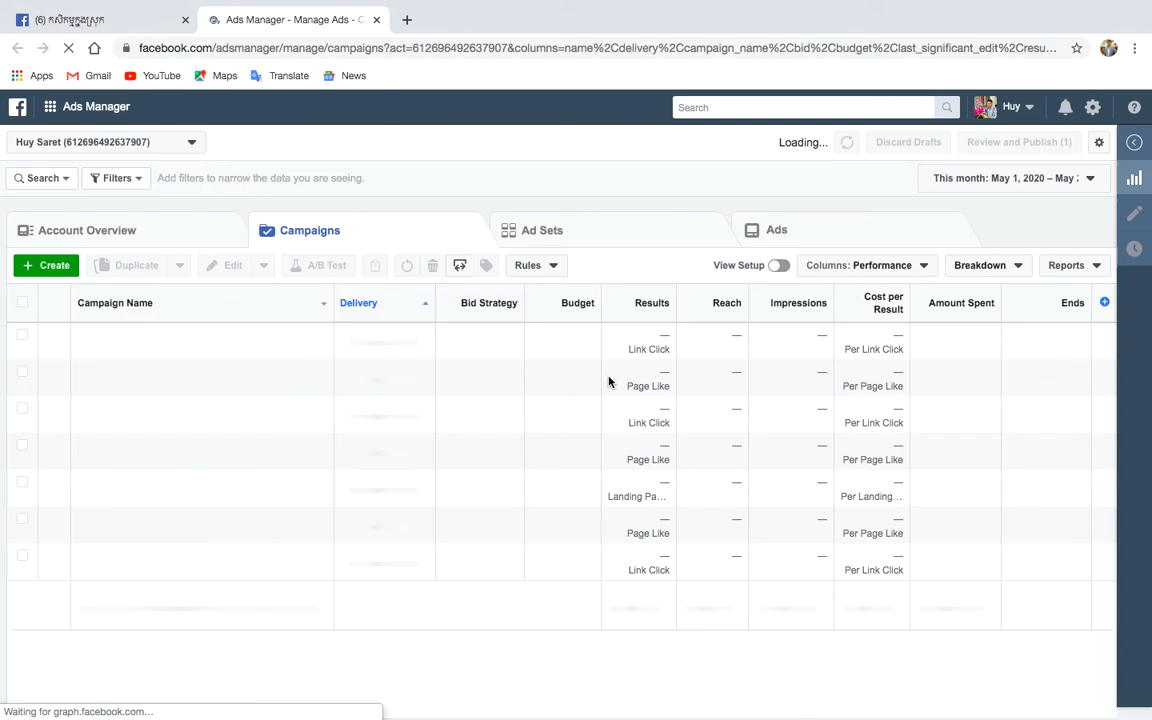 (6) កសិកម្មក្នុងស្រុក
Ads Manager - Manage Ads - C
facebook.com/adsmanager/manage/campaigns?act=612696492637907&columns=name%2Cdelivery%2Ccampaign_name%2Cbid%2Cbudget%2Clast_significant_edit%2Cresu...
Apps Gmail YouTube Maps Translate News
Ads Manager Search Huy
Huy Saret (612696492637907) Loading... Discard Drafts Review and Publish (1)
Search Filters Add filters to narrow the data you are seeing. This month: May 1, 2020 – May
Account Overview Campaigns Ad Sets Ads
+ Create Duplicate Edit A/B Test Rules View Setup Columns: Performance Breakdown Reports
Campaign Name Delivery Bid Strategy Budget Results Reach Impressions Cost per Result Amount Spent Ends
— — — —
Link Click Per Link Click
— — — —
Page Like Per Page Like
— — — —
Link Click Per Link Click
— — — —
Page Like Per Page Like
— — — —
Landing Pa... Per Landing...
— — — —
Page Like Per Page Like
— — — —
Link Click Per Link Click
Waiting for graph.facebook.com...